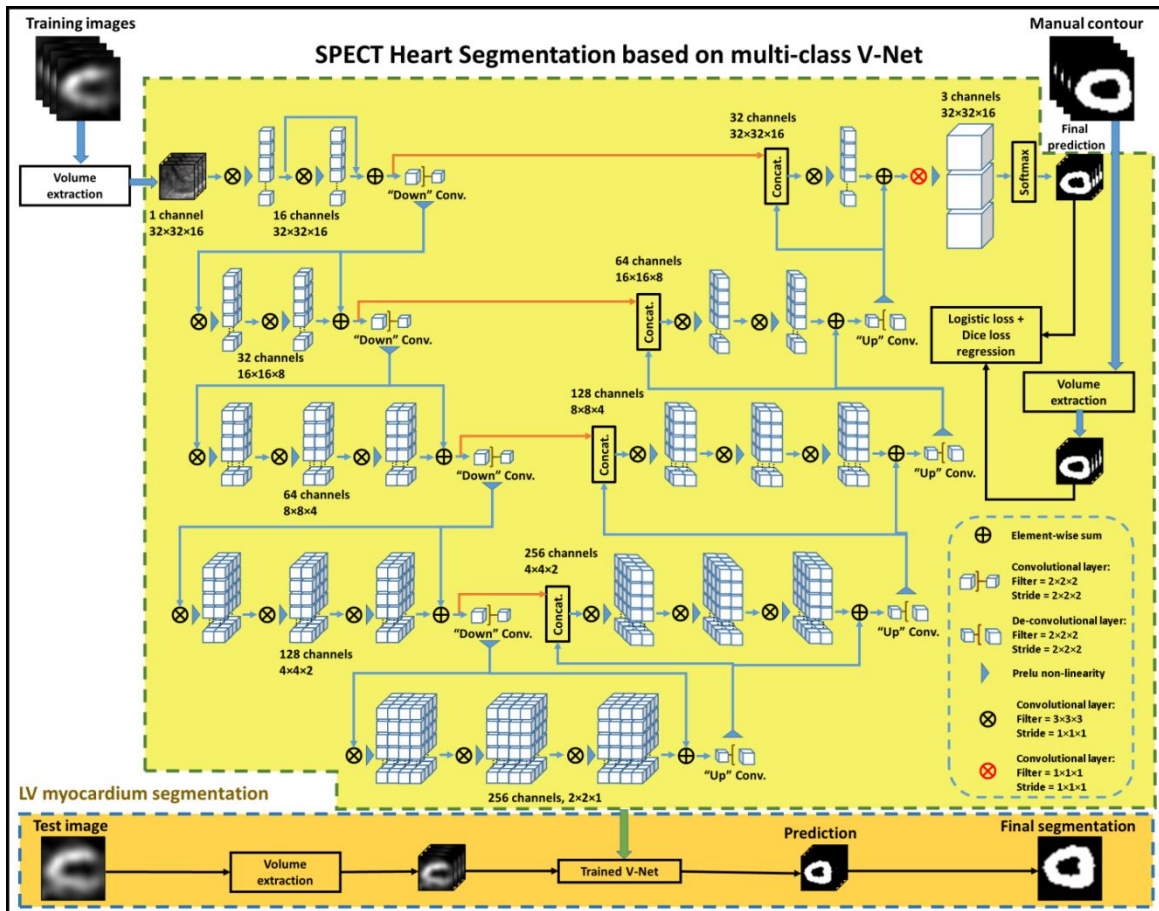 Training images
Manual contour
SPECT Heart Segmentation based on multi-class V-Net
Volume
extraction
1 channel
32×32×16
16 channels
32×32×16
"Down" Conv.
32 channels
32×32×16
Concat.
3 channels
32×32×16
Softmax
Final
prediction
32 channels
16×16×8
"Down" Conv.
64 channels
16×16×8
Concat.
"Up" Conv.
Logistic loss +
Dice loss
regression
Volume
extraction
64 channels
8×8×4
"Down" Conv.
128 channels
8×8×4
Concat.
"Up" Conv.
128 channels
4×4×2
"Down" Conv.
256 channels
4×4×2
Concat.
"Up" Conv.
256 channels, 2×2×1
"Up" Conv.
Element-wise sum
Convolutional layer:
Filter = 2×2×2
Stride = 2×2×2
De-convolutional layer:
Filter = 2×2×2
Stride = 2×2×2
Prelu non-linearity
Convolutional layer:
Filter = 3×3×3
Stride = 1×1×1
Convolutional layer:
Filter = 1×1×1
Stride = 1×1×1
LV myocardium segmentation
Test image
Volume
extraction
Trained V-Net
Prediction
Final segmentation